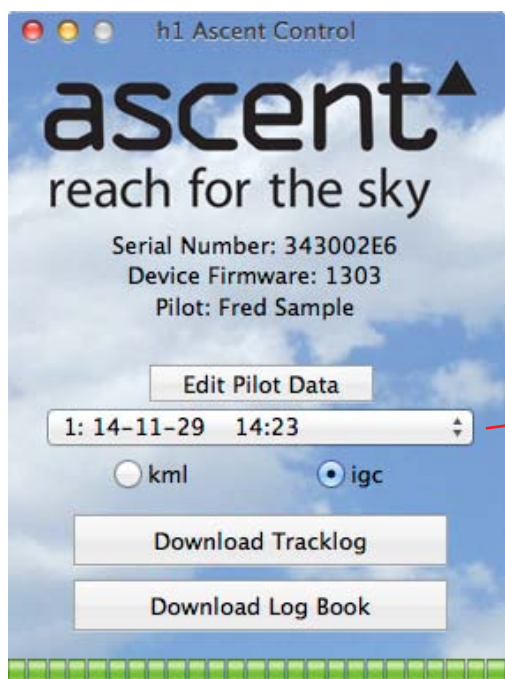 h1 Ascent Control
ascent
reach for the sky
Serial Number: 343002E6
Device Firmware: 1303
Pilot: Fred Sample
Edit Pilot Data
1: 14-11-29 14:23
kml igc
Download Tracklog
Download Log Book